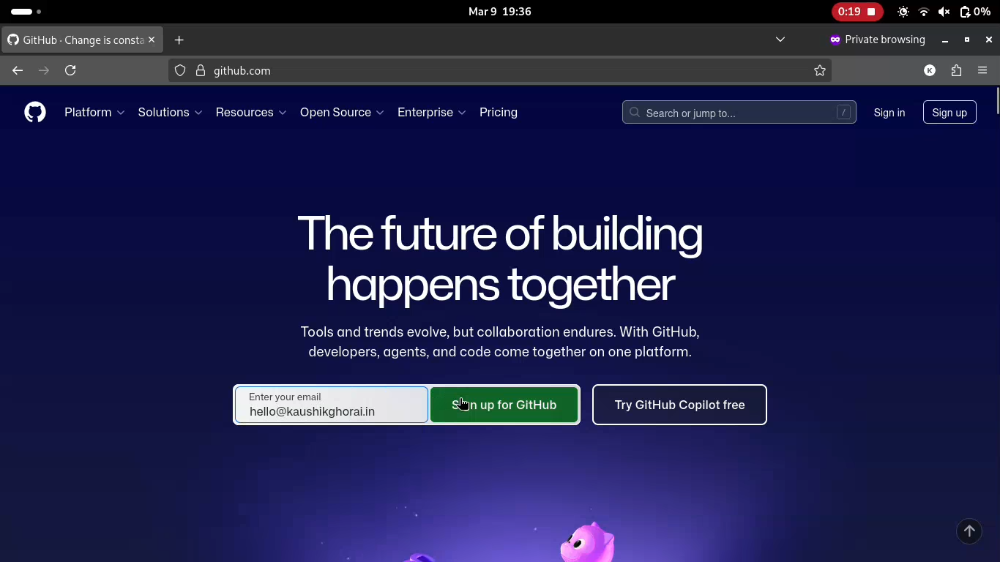 Mar 9 19:36
0:19
0%
GitHub · Change is consta
Private browsing
github.com
K
Platform
Solutions
Resources
Open Source
Enterprise
Pricing
Search or jump to...
/
Sign in
Sign up
The future of building
happens together
Tools and trends evolve, but collaboration endures. With GitHub,
developers, agents, and code come together on one platform.
Enter your email
hello@kaushikghorai.in
Sign up for GitHub
Try GitHub Copilot free